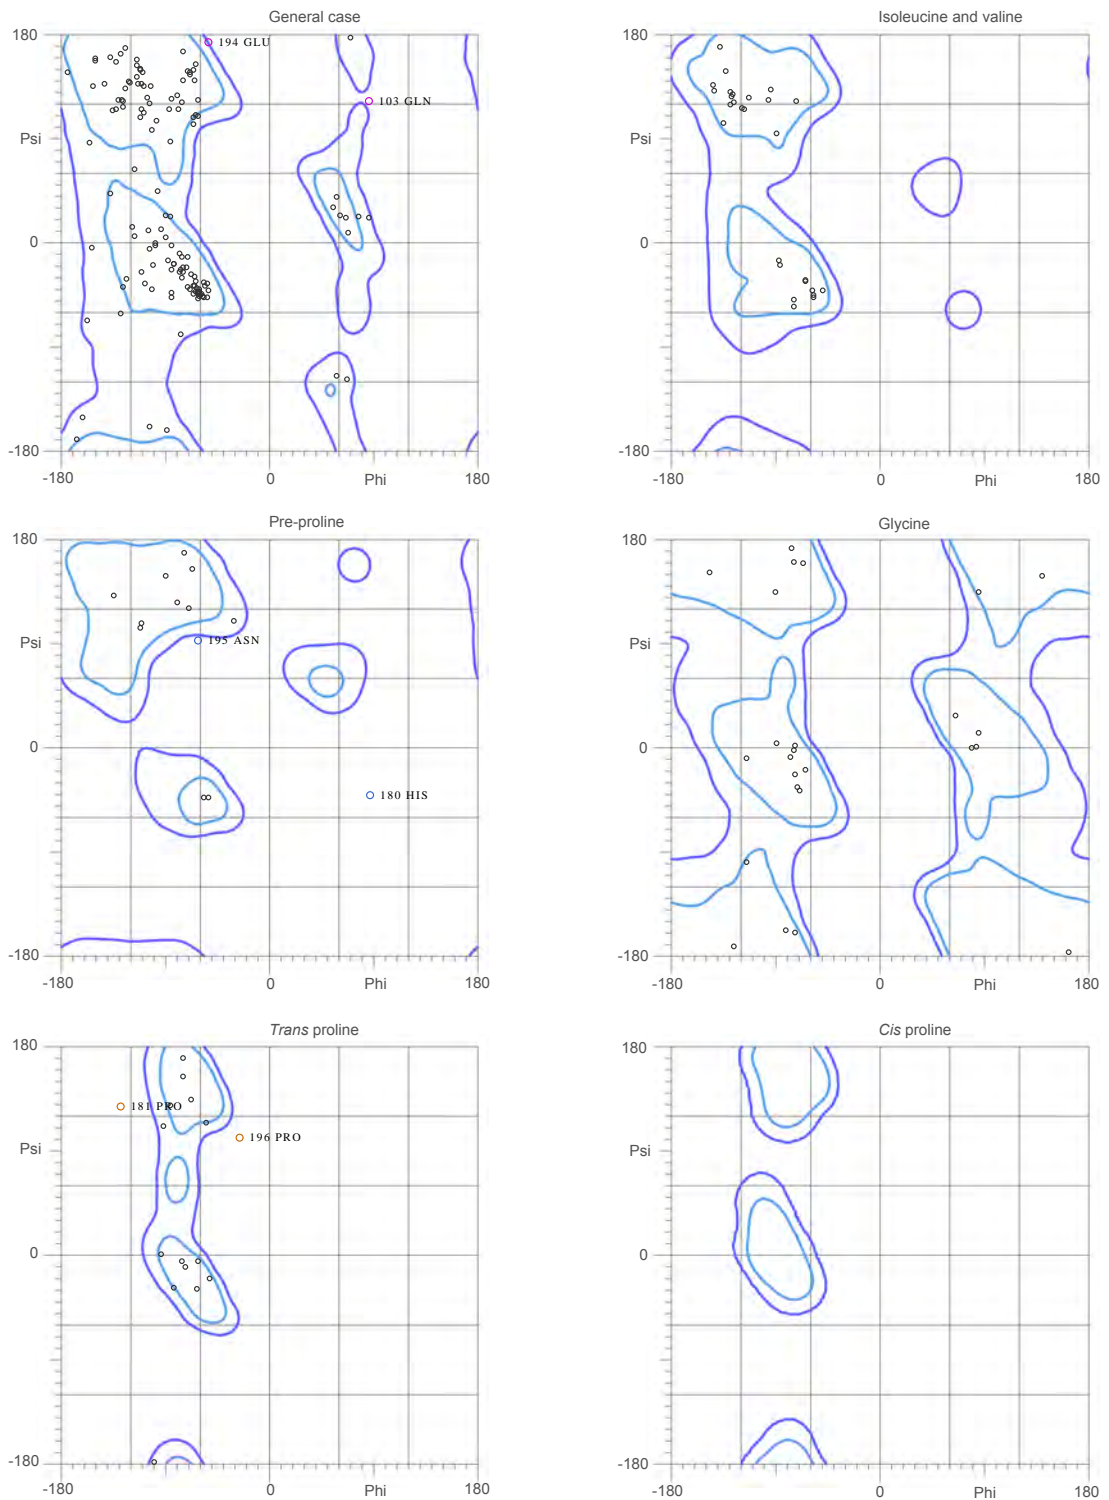 General case
180
194 GLU
103 GLN
Psi
0
-180
-180
0
Phi
180
Isoleucine and valine
180
Psi
0
-180
-180
0
Phi
180
Pre-proline
180
Psi
195 ASN
0
180 HIS
-180
-180
0
Phi
180
Glycine
180
Psi
0
-180
-180
0
Phi
180
Trans proline
180
181 PRO
196 PRO
Psi
0
-180
-180
0
Phi
180
Cis proline
180
Psi
0
-180
-180
0
Phi
180